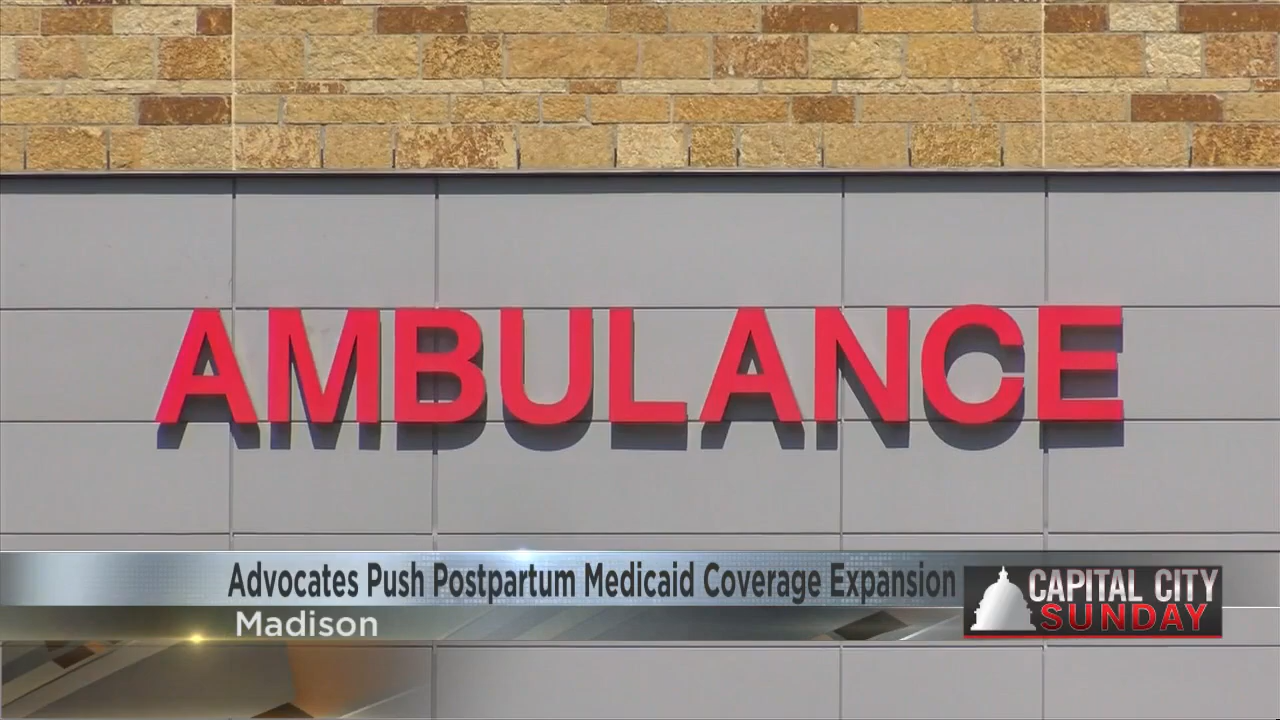 AMBULANCE
Advocates Push Postpartum Medicaid Coverage Expansion
Madison
CAPITAL CITY
SUNDAY